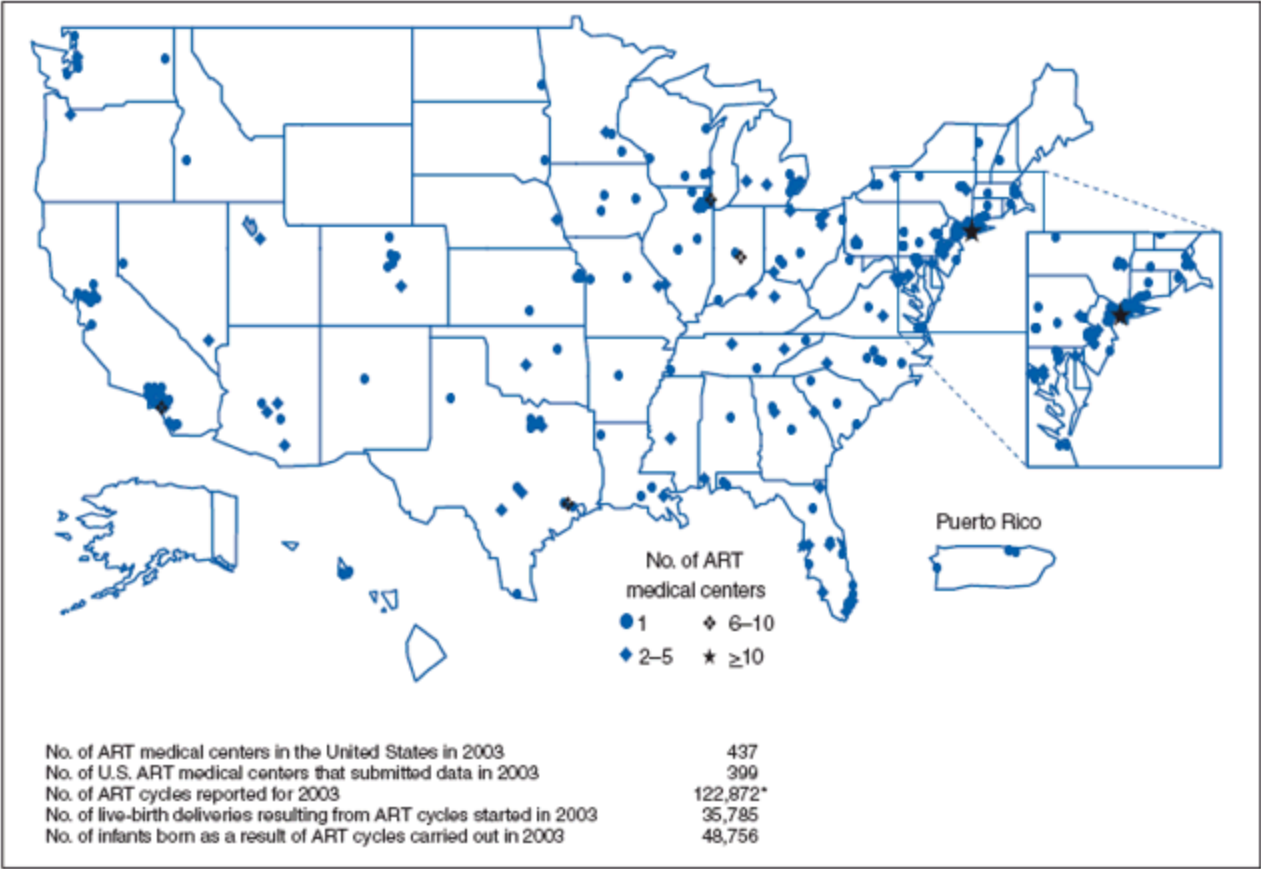 Puerto Rico
No. of ART
medical centers
1 6–10
2–5 ≥10
No. of ART medical centers in the United States in 2003 437
No. of U.S. ART medical centers that submitted data in 2003 399
No. of ART cycles reported for 2003 122,872*
No. of live-birth deliveries resulting from ART cycles started in 2003 35,785
No. of infants born as a result of ART cycles carried out in 2003 48,756